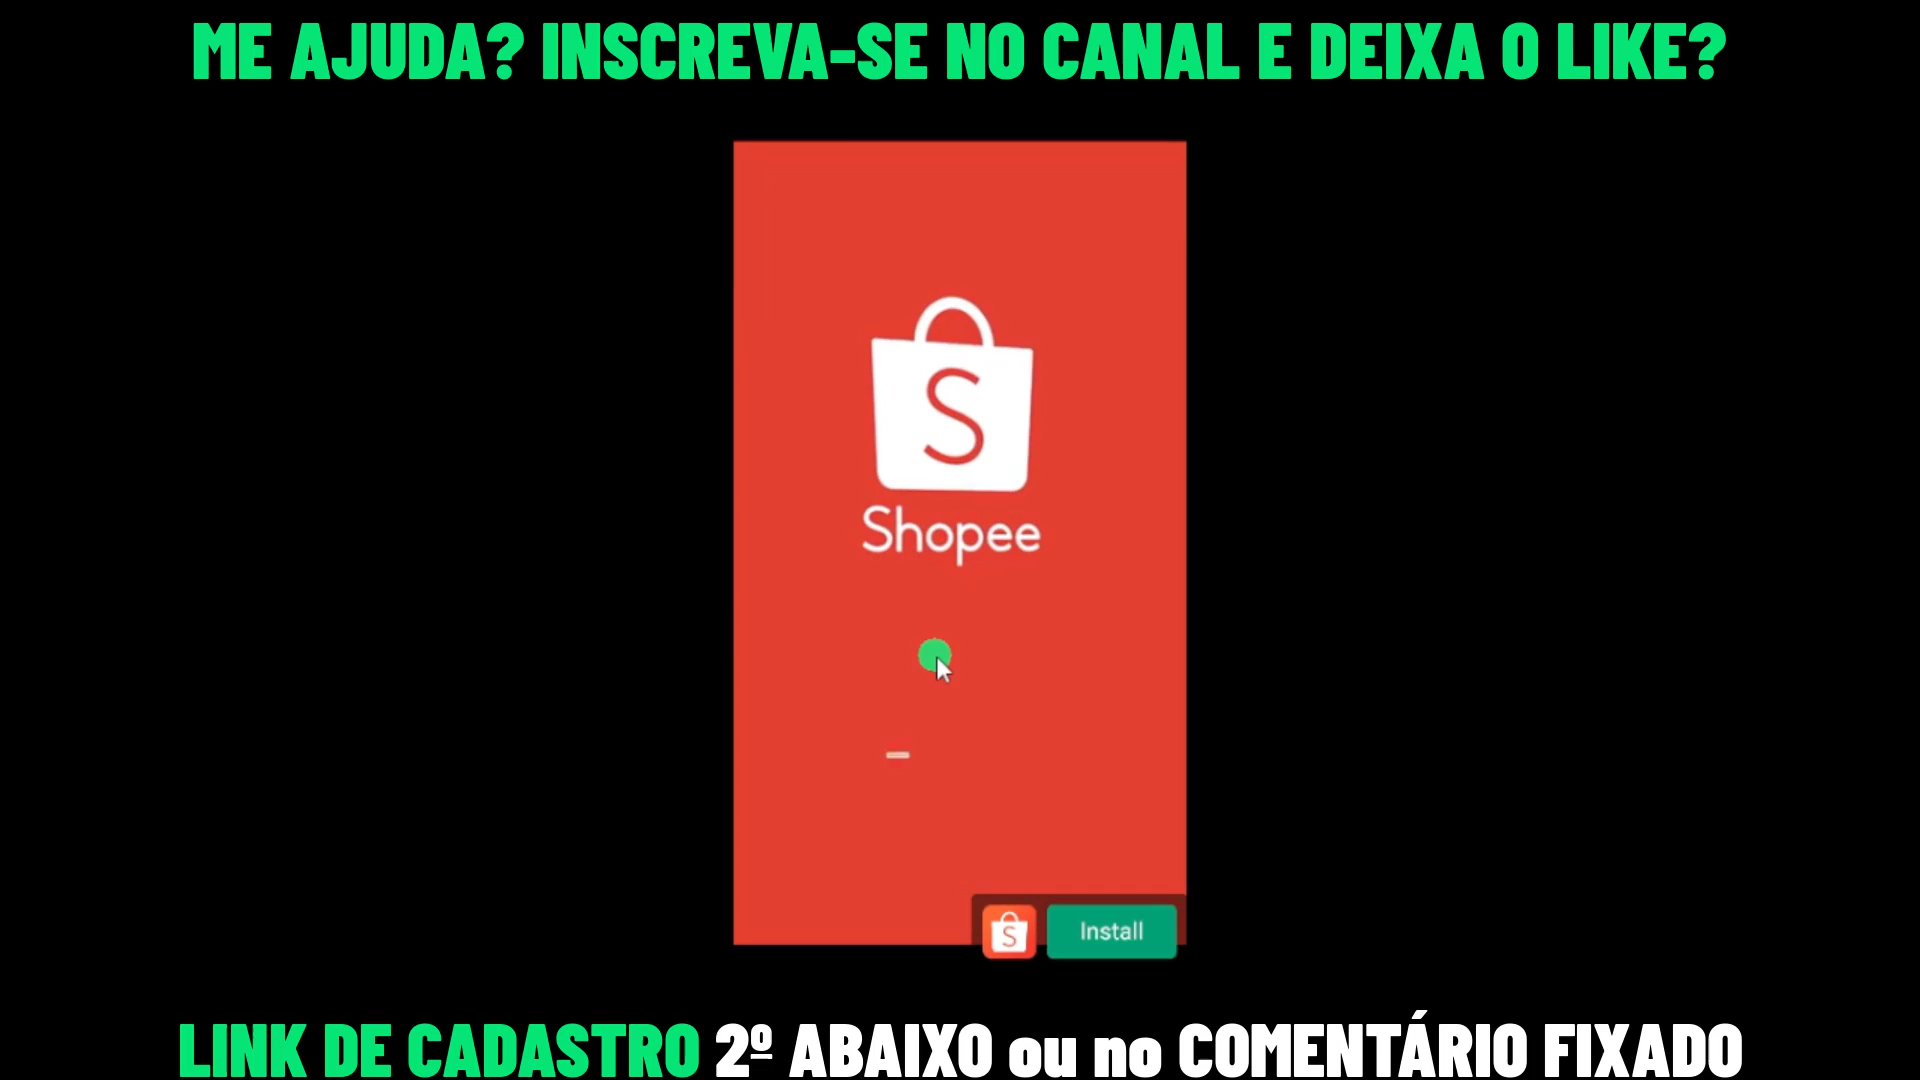 ME AJUDA? INSCREVA-SE NO CANAL E DEIXA O LIKE?
S
Shopee
S
Install
LINK DE CADASTRO 2º ABAIXO ou no COMENTÁRIO FIXADO